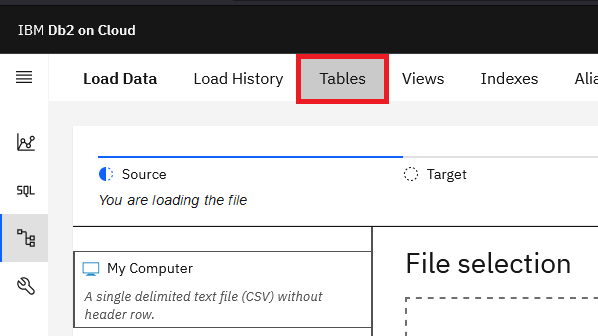 IBM Db2 on Cloud
Load Data Load History Tables Views Indexes
SQL
Source Target
You are loading the file
My Computer
A single delimited text file (CSV) without
header row.
File selection